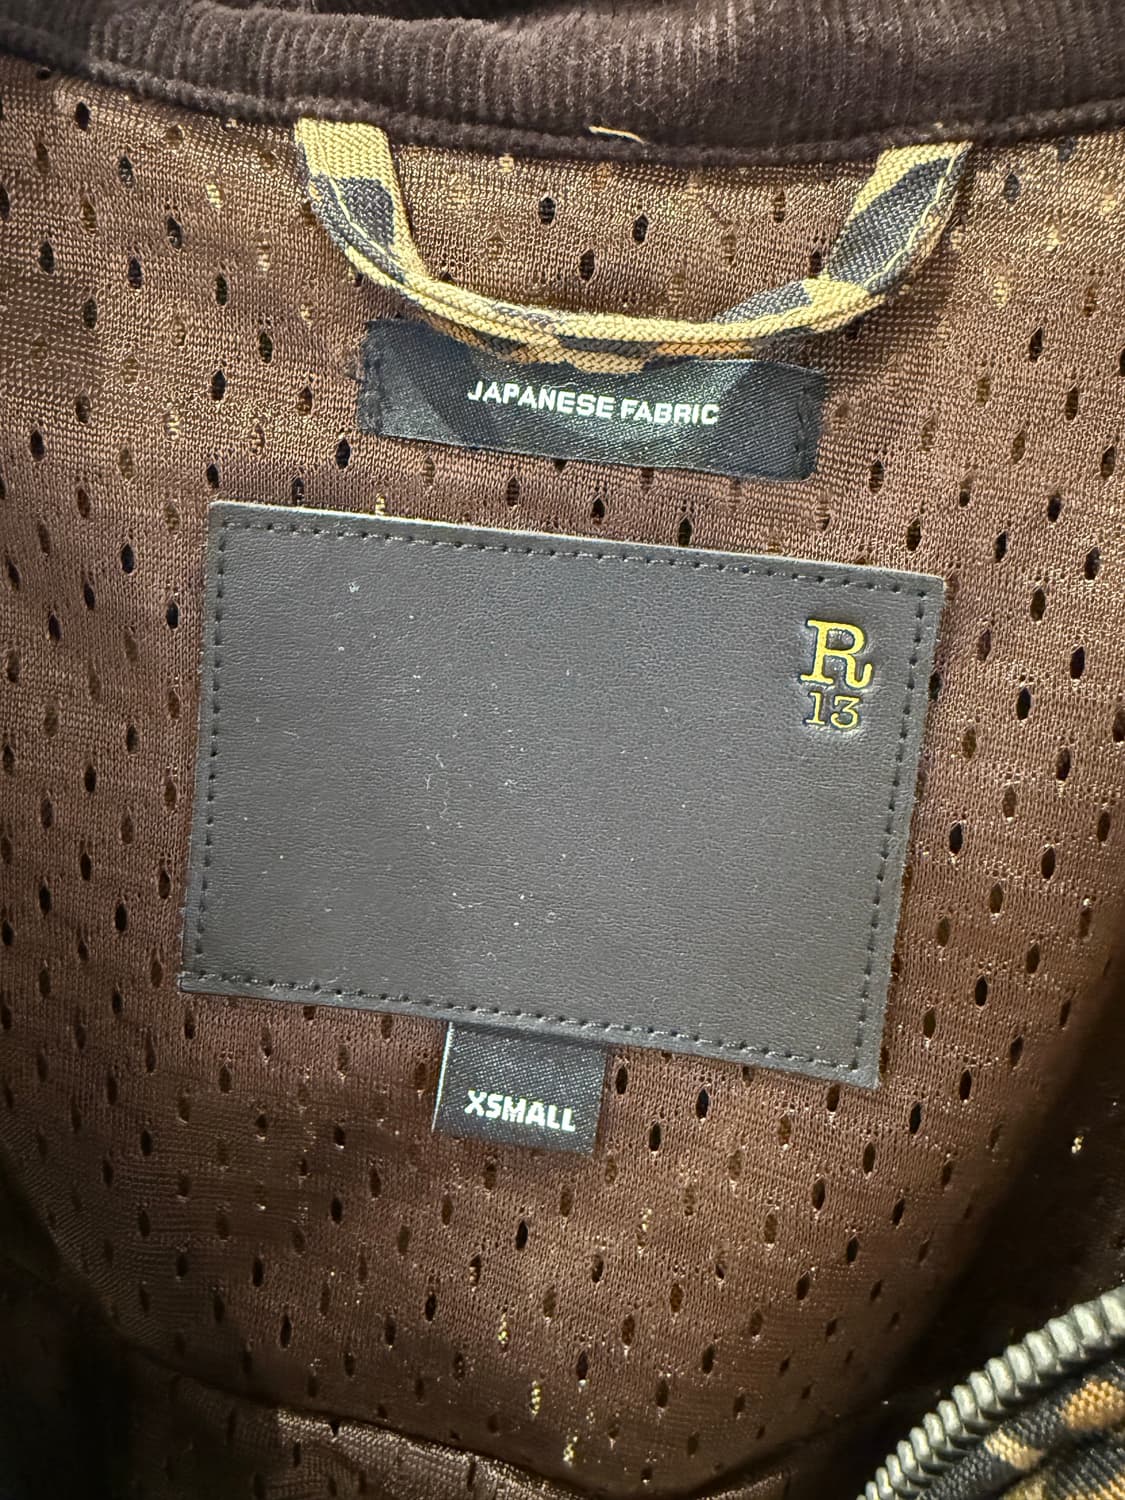 JAPANESE FABRIC
R
13
XSMALL